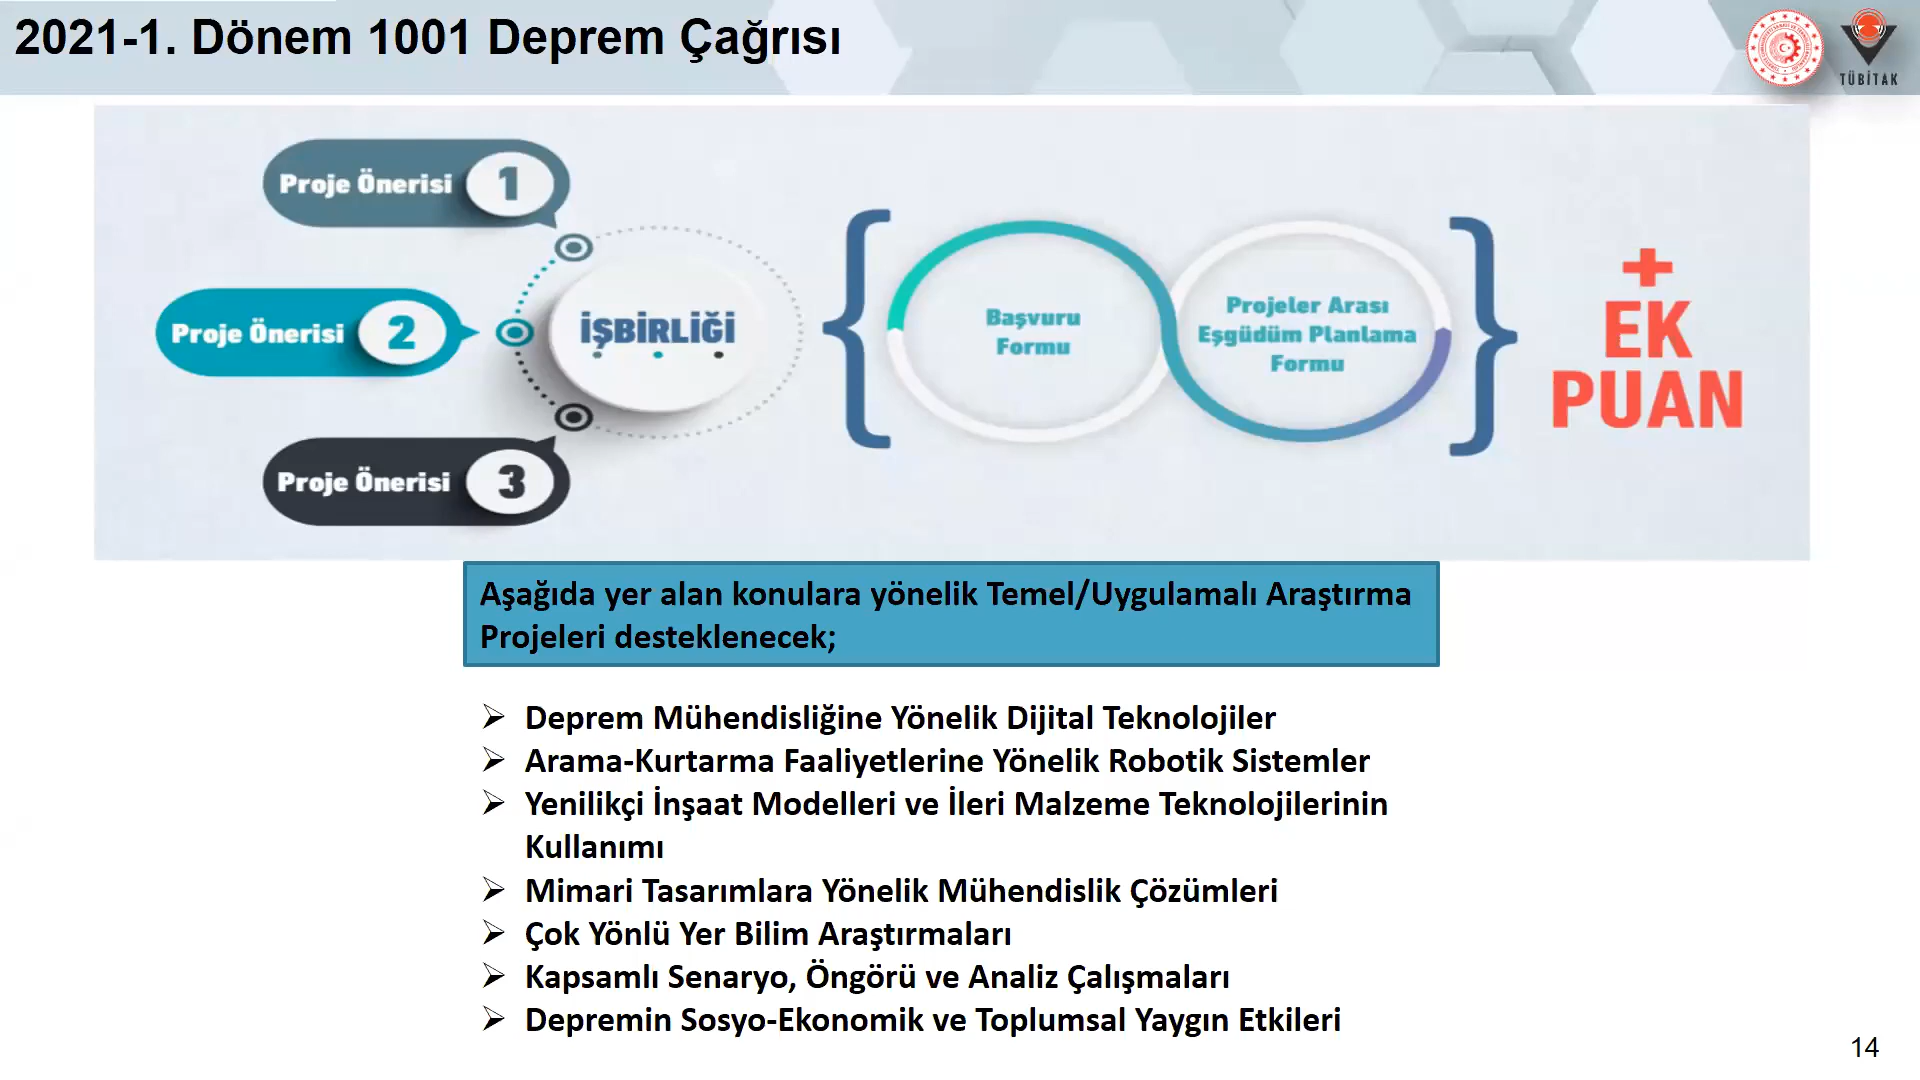 2021-1. Dönem 1001 Deprem Çağrısı
TÜBİTAK
Proje Önerisi 1
Proje Önerisi 2
Proje Önerisi 3
İŞBİRLİĞİ
Başvuru
Formu
Projeler Arası
Eşgüdüm Planlama
Formu
+
EK
PUAN
Aşağıda yer alan konulara yönelik Temel/Uygulamalı Araştırma
Projeleri desteklenecek;
➢ Deprem Mühendisliğine Yönelik Dijital Teknolojiler
➢ Arama-Kurtarma Faaliyetlerine Yönelik Robotik Sistemler
➢ Yenilikçi İnşaat Modelleri ve İleri Malzeme Teknolojilerinin
Kullanımı
➢ Mimari Tasarımlara Yönelik Mühendislik Çözümleri
➢ Çok Yönlü Yer Bilim Araştırmaları
➢ Kapsamlı Senaryo, Öngörü ve Analiz Çalışmaları
➢ Depremin Sosyo-Ekonomik ve Toplumsal Yaygın Etkileri
14